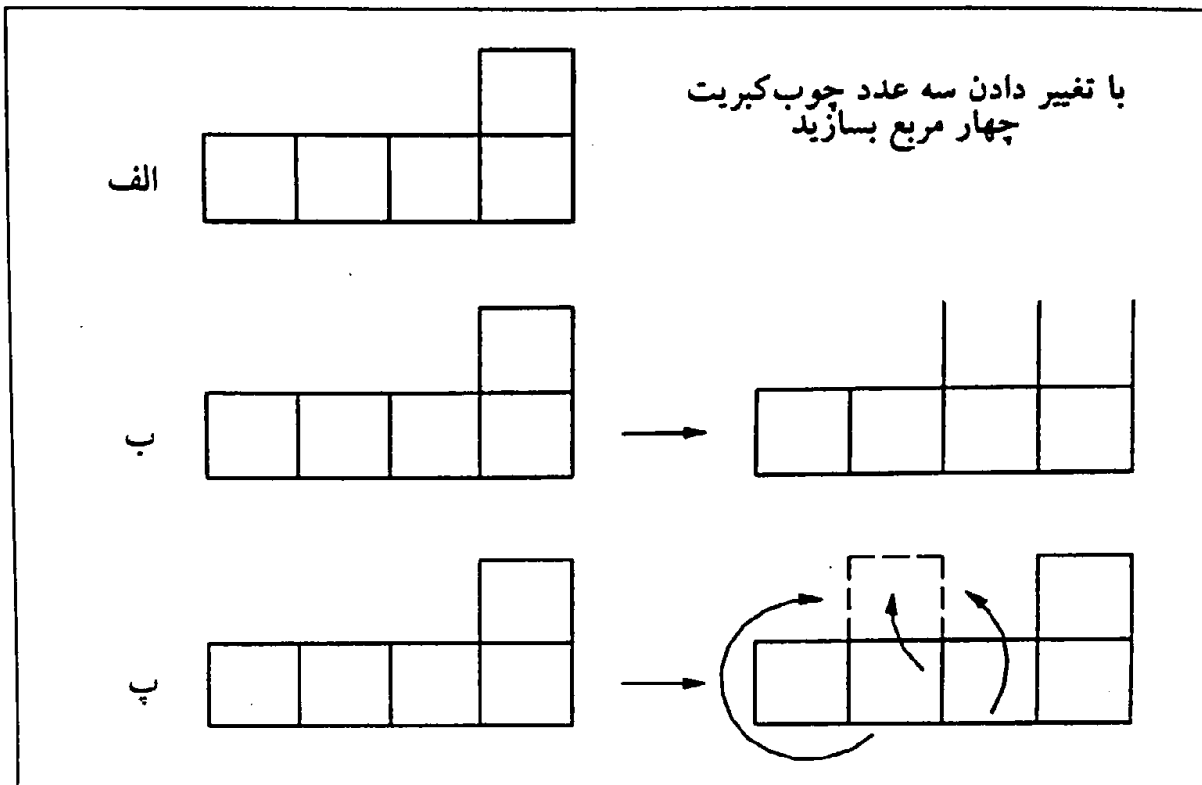 با تغییر دادن سه عدد چوب‌کبریت
چهار مربع بسازید
الف
ب
پ